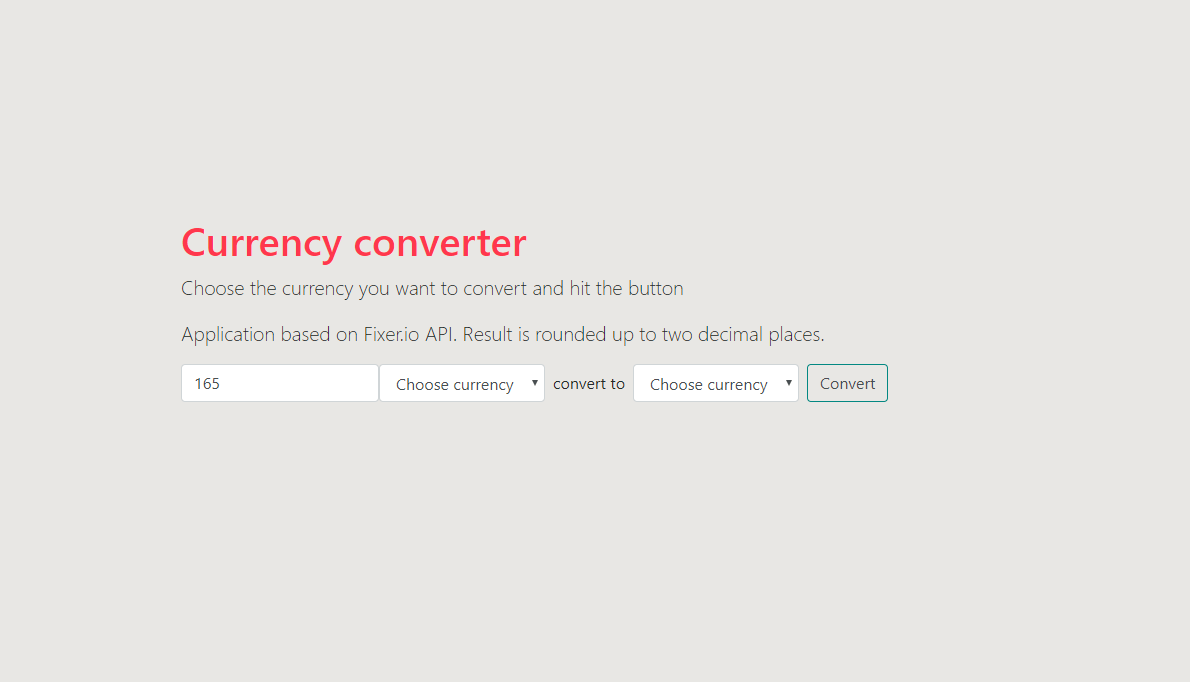 Currency converter
Choose the currency you want to convert and hit the button
Application based on Fixer.io API. Result is rounded up to two decimal places.
165 Choose currency convert to Choose currency Convert